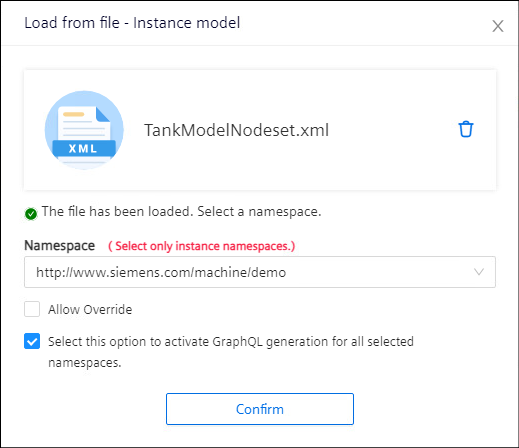 Load from file - Instance model
XML
TankModelNodeset.xml
The file has been loaded. Select a namespace.
Namespace ( Select only instance namespaces.)
http://www.siemens.com/machine/demo
Allow Override
Select this option to activate GraphQL generation for all selected
namespaces.
Confirm